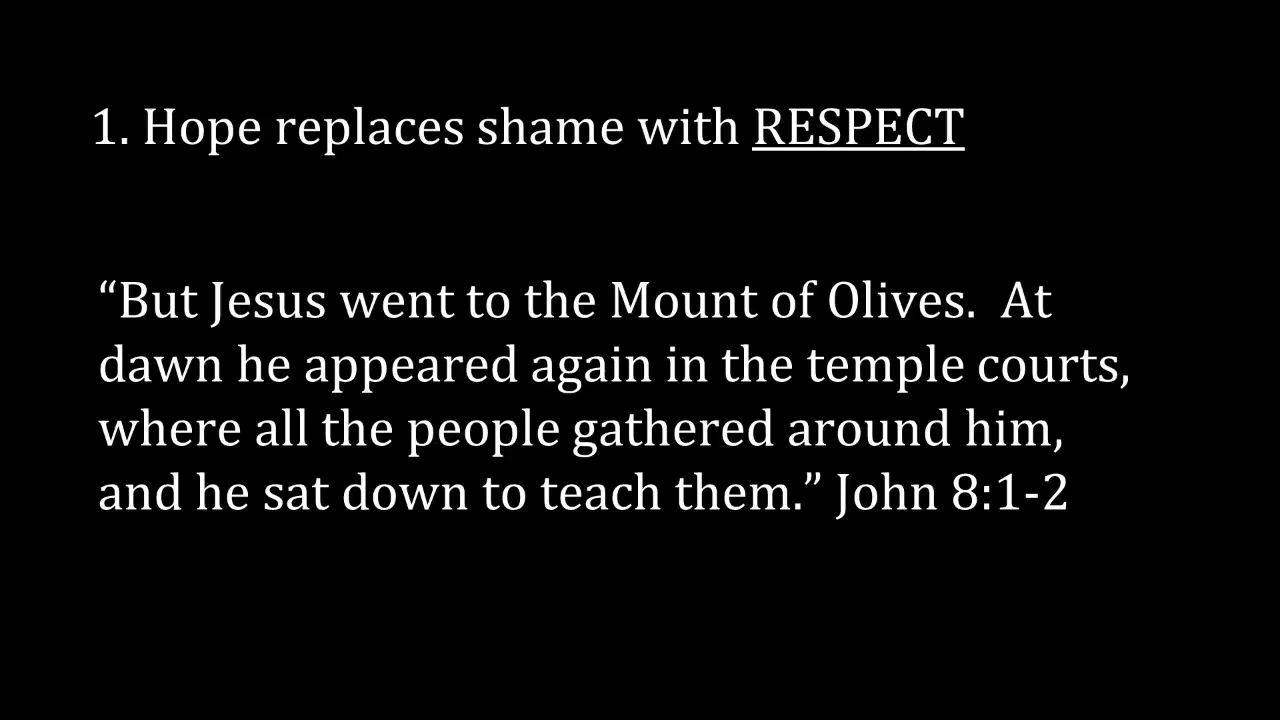 1. Hope replaces shame with RESPECT
“But Jesus went to the Mount of Olives.  At
dawn he appeared again in the temple courts,
where all the people gathered around him,
and he sat down to teach them.” John 8:1-2